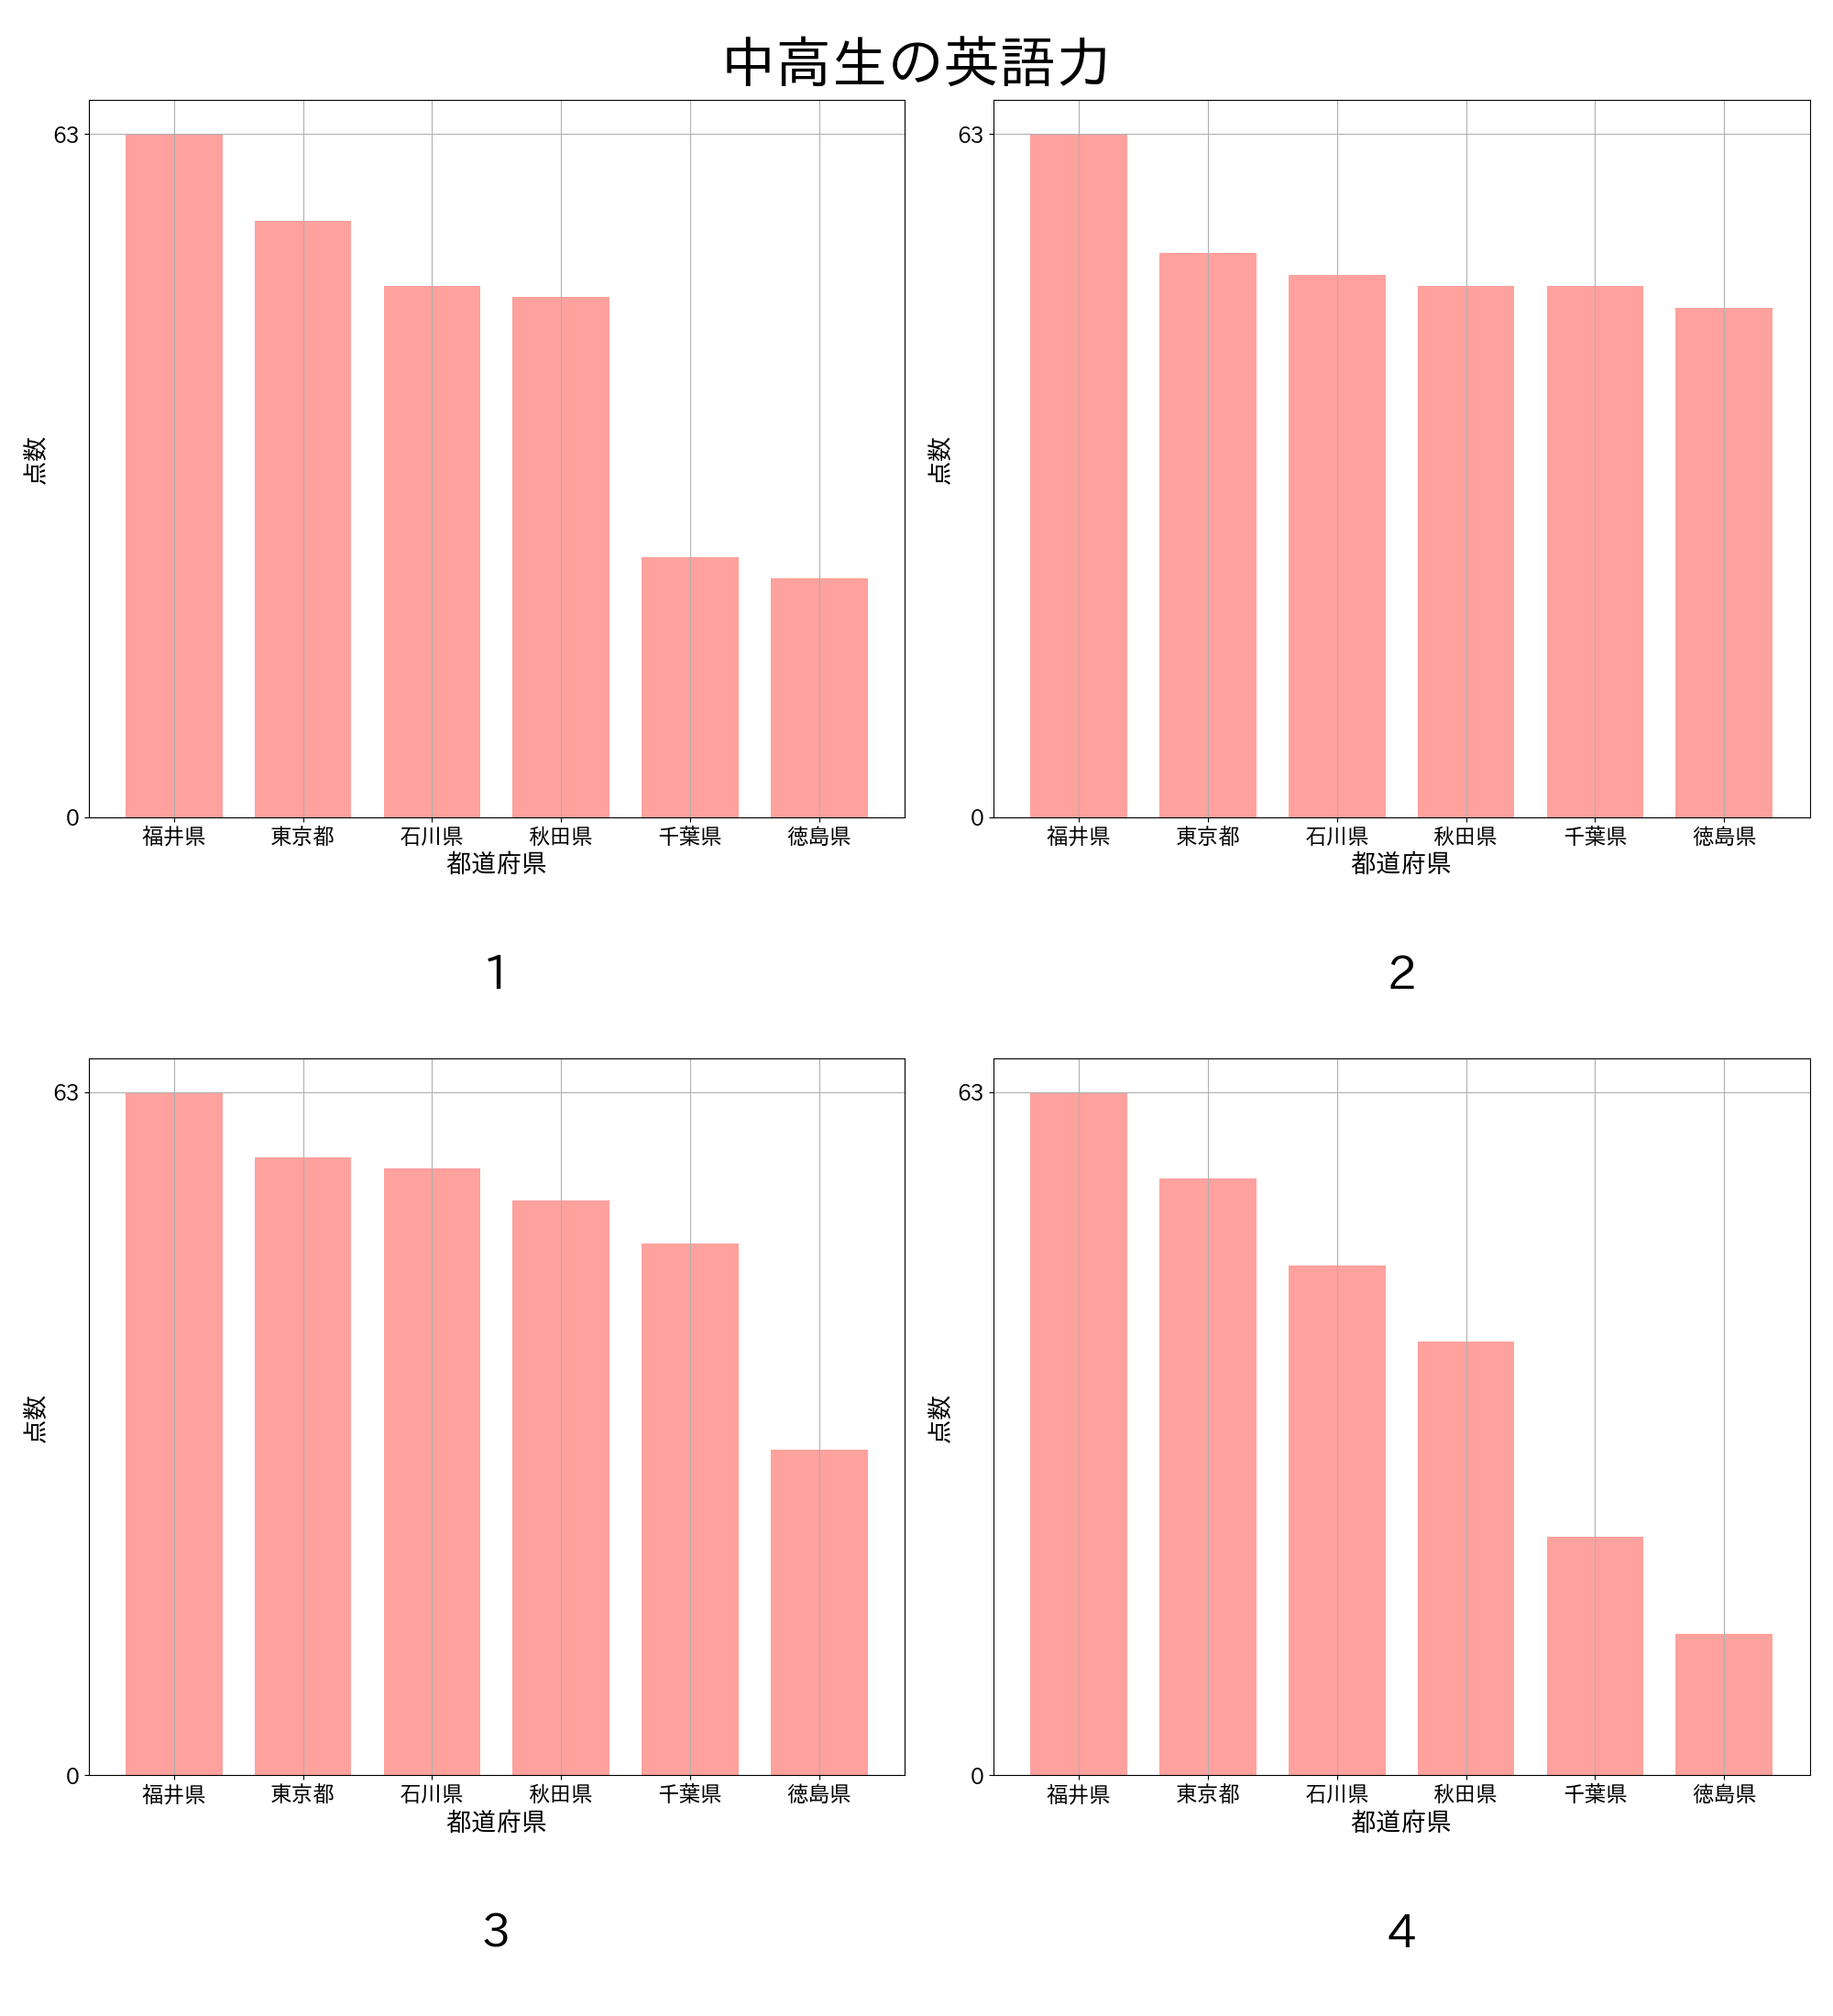 中高生の英語力
63
0
点数
福井県 東京都 石川県 秋田県 千葉県 徳島県
都道府県
1
63
0
点数
福井県 東京都 石川県 秋田県 千葉県 徳島県
都道府県
2
63
0
点数
福井県 東京都 石川県 秋田県 千葉県 徳島県
都道府県
3
63
0
点数
福井県 東京都 石川県 秋田県 千葉県 徳島県
都道府県
4